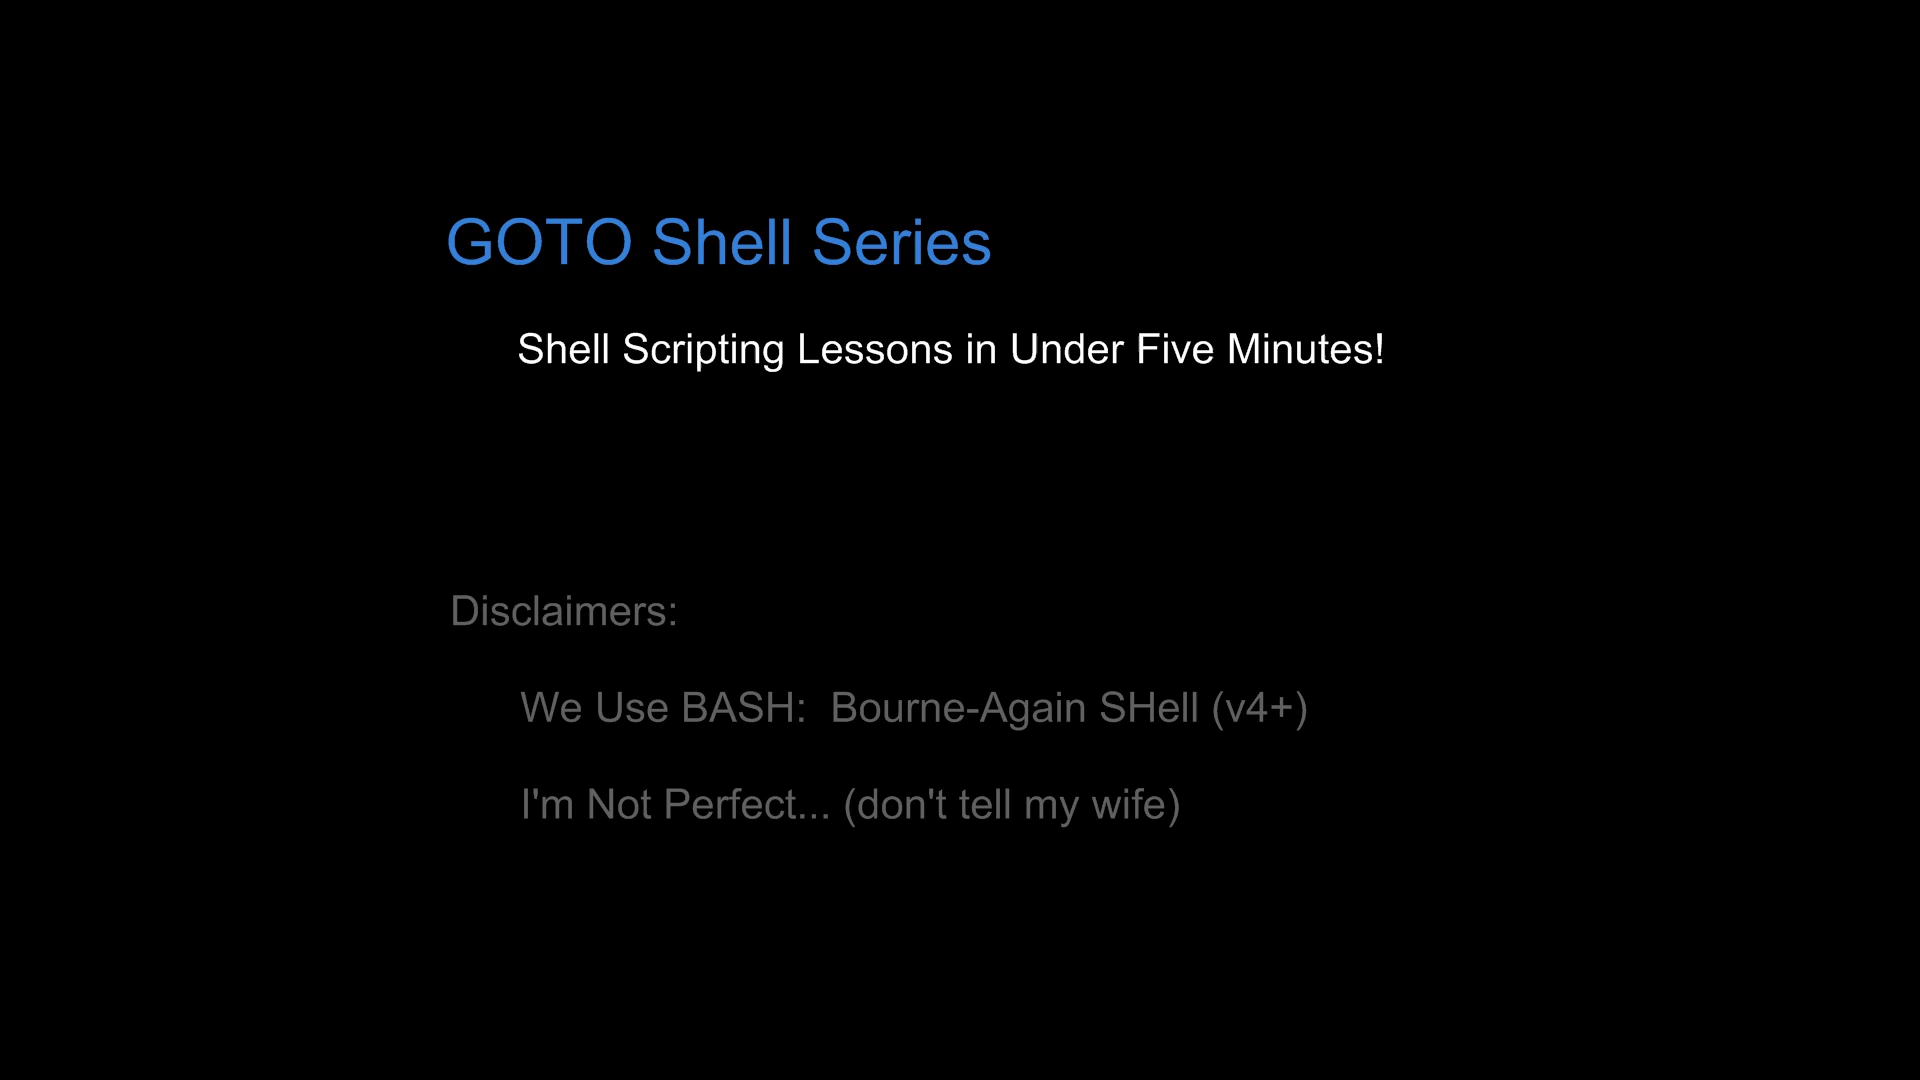 GOTO Shell Series
Shell Scripting Lessons in Under Five Minutes!
Disclaimers:
We Use BASH:  Bourne-Again SHell (v4+)
I'm Not Perfect... (don't tell my wife)